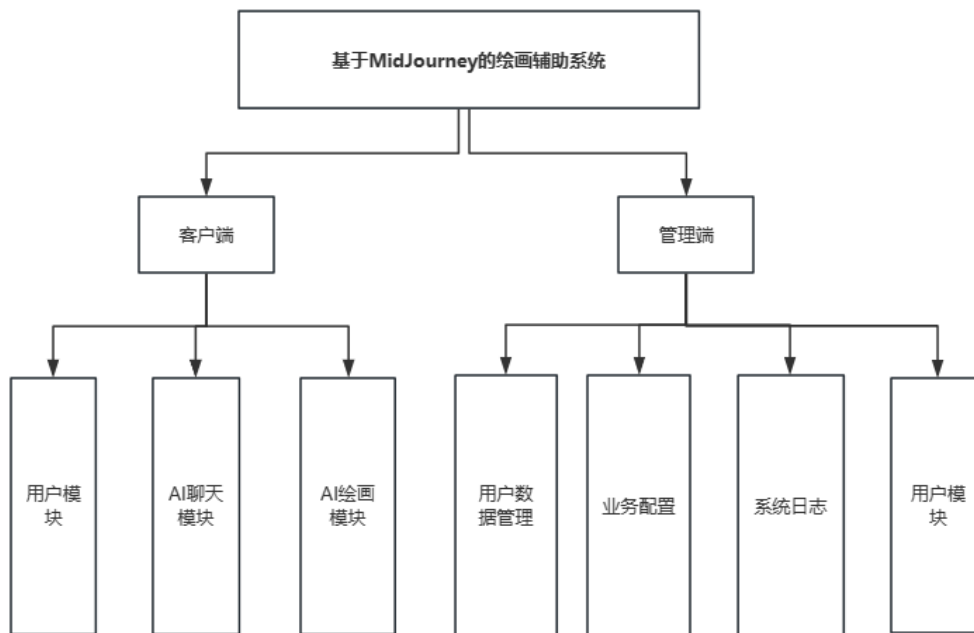 基于MidJourney的绘画辅助系统
客户端
管理端
用户模
块
AI聊天
模块
AI绘画
模块
用户数
据管理
业务配置
系统日志
用户模
块